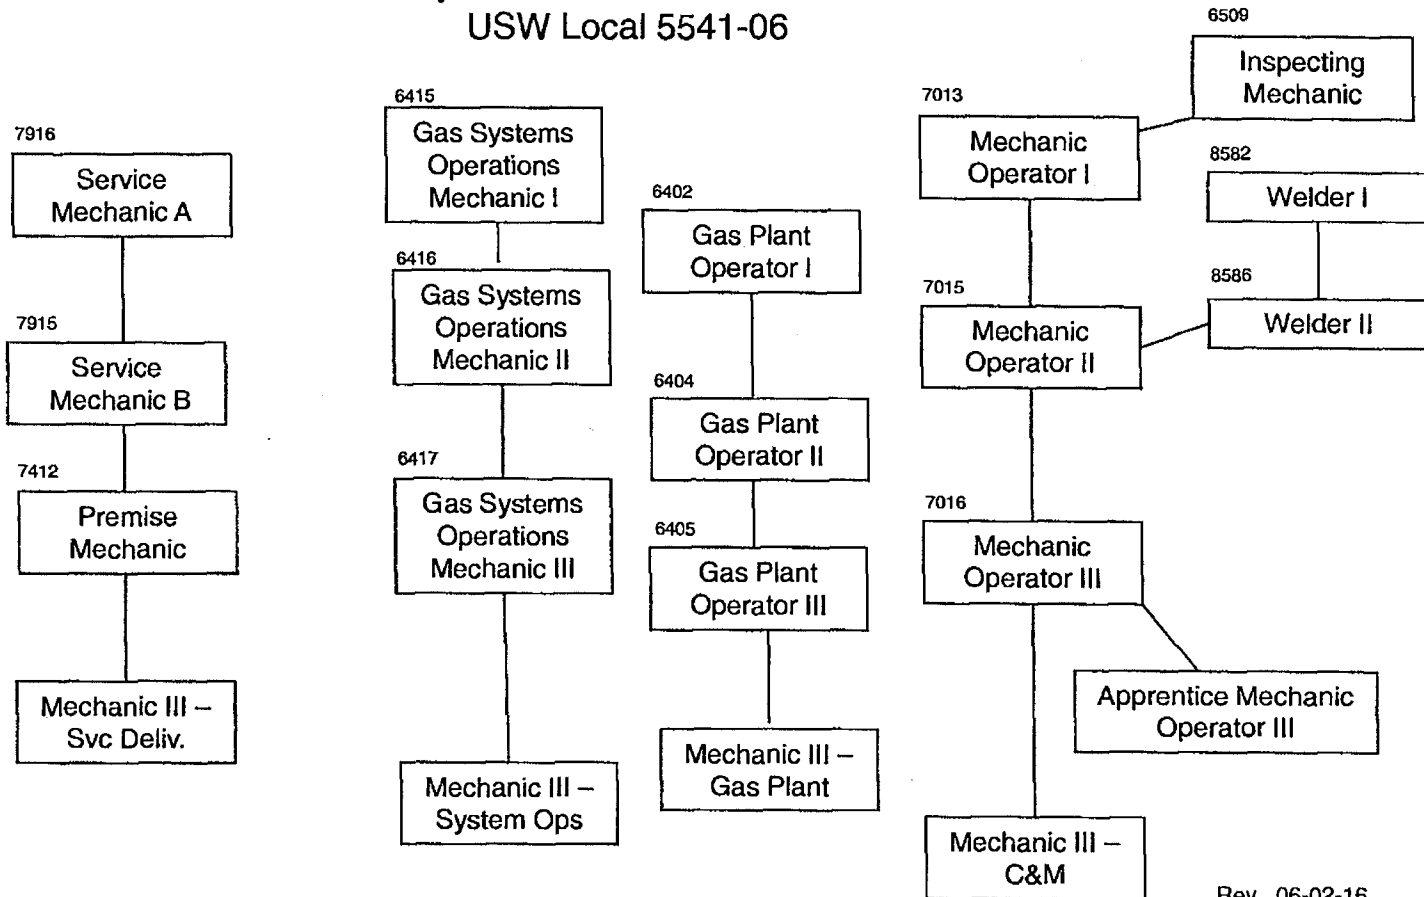 USW Local 5541-06
6509
Inspecting
Mechanic
7916
Service
Mechanic A
7915
Service
Mechanic B
7412
Premise
Mechanic
Mechanic III –
Svc Deliv.
6415
Gas Systems
Operations
Mechanic I
6416
Gas Systems
Operations
Mechanic II
6417
Gas Systems
Operations
Mechanic III
Mechanic III –
System Ops
6402
Gas Plant
Operator I
6404
Gas Plant
Operator II
6405
Gas Plant
Operator III
Mechanic III –
Gas Plant
7013
Mechanic
Operator I
7015
Mechanic
Operator II
7016
Mechanic
Operator III
Mechanic III –
C&M
8582
Welder I
8586
Welder II
Apprentice Mechanic
Operator III
Rev. 06-02-16